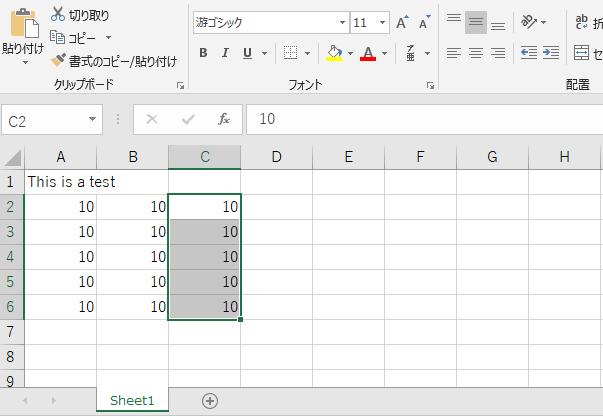 切り取り
コピー
貼り付け
書式のコピー/貼り付け
クリップボード
游ゴシック 11 A A
B I U A 亜
フォント
ab 折
セ
配置
C2 fx 10
A B C D E F G H
1 This is a test
2 10 10 10
3 10 10 10
4 10 10 10
5 10 10 10
6 10 10 10
7
8
9
Sheet1